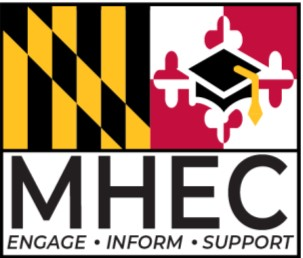 MHEC
ENGAGE • INFORM • SUPPORT